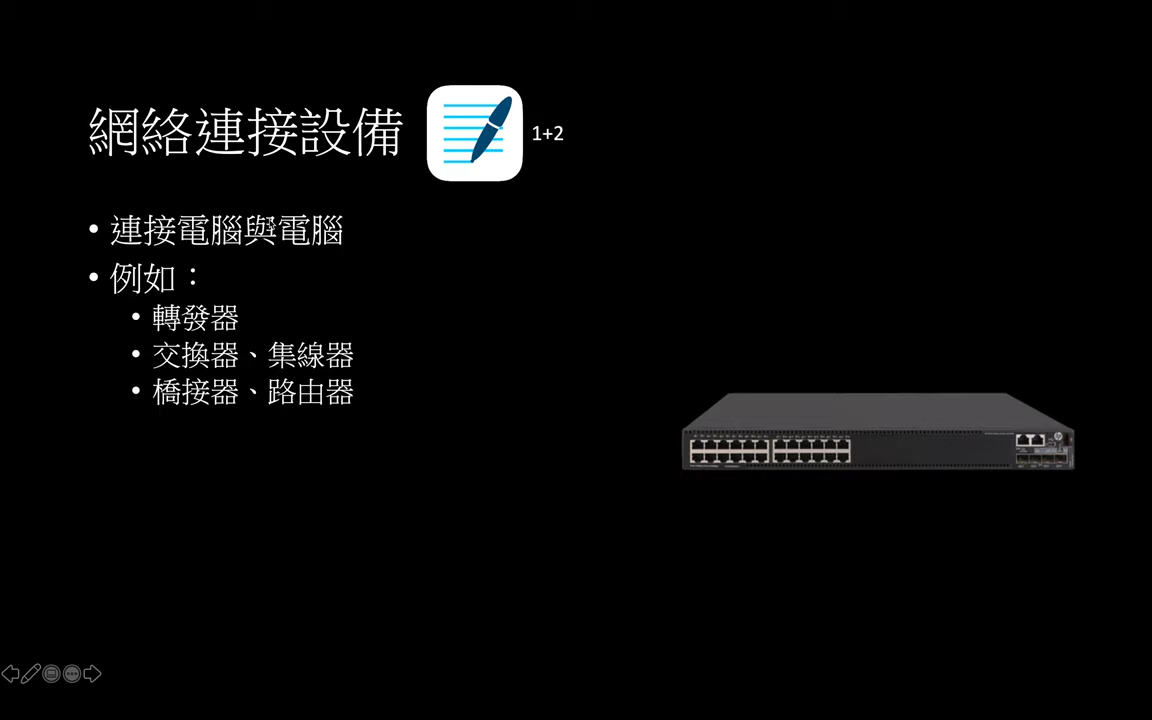 網絡連接設備
1+2
• 連接電腦與電腦
• 例如：
• 轉發器
• 交換器、集線器
• 橋接器、路由器